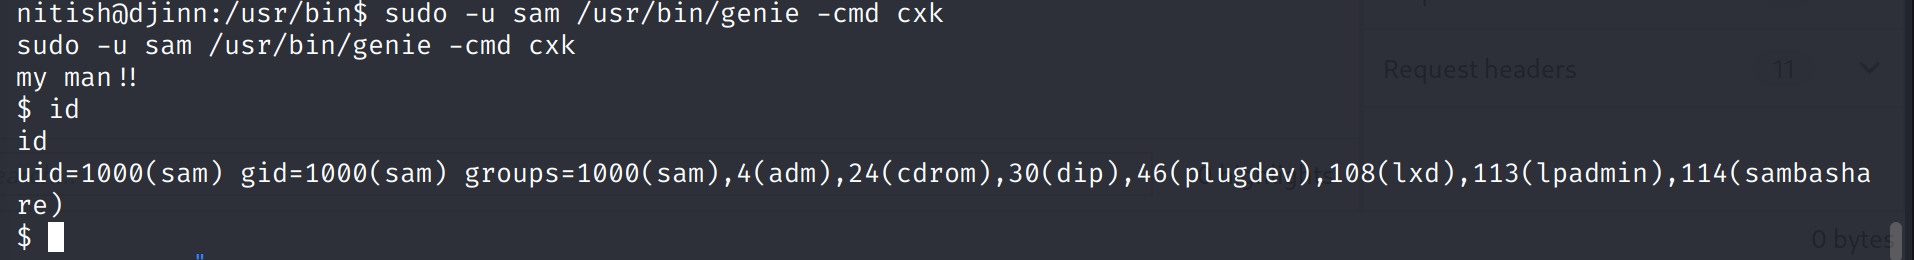 nitish@djinn:/usr/bin$ sudo -u sam /usr/bin/genie -cmd cxk
sudo -u sam /usr/bin/genie -cmd cxk
my man!!
$ id
id
uid=1000(sam) gid=1000(sam) groups=1000(sam),4(adm),24(cdrom),30(dip),46(plugdev),108(lxd),113(lpadmin),114(sambasha
re)
$
Request headers 11
0 bytes